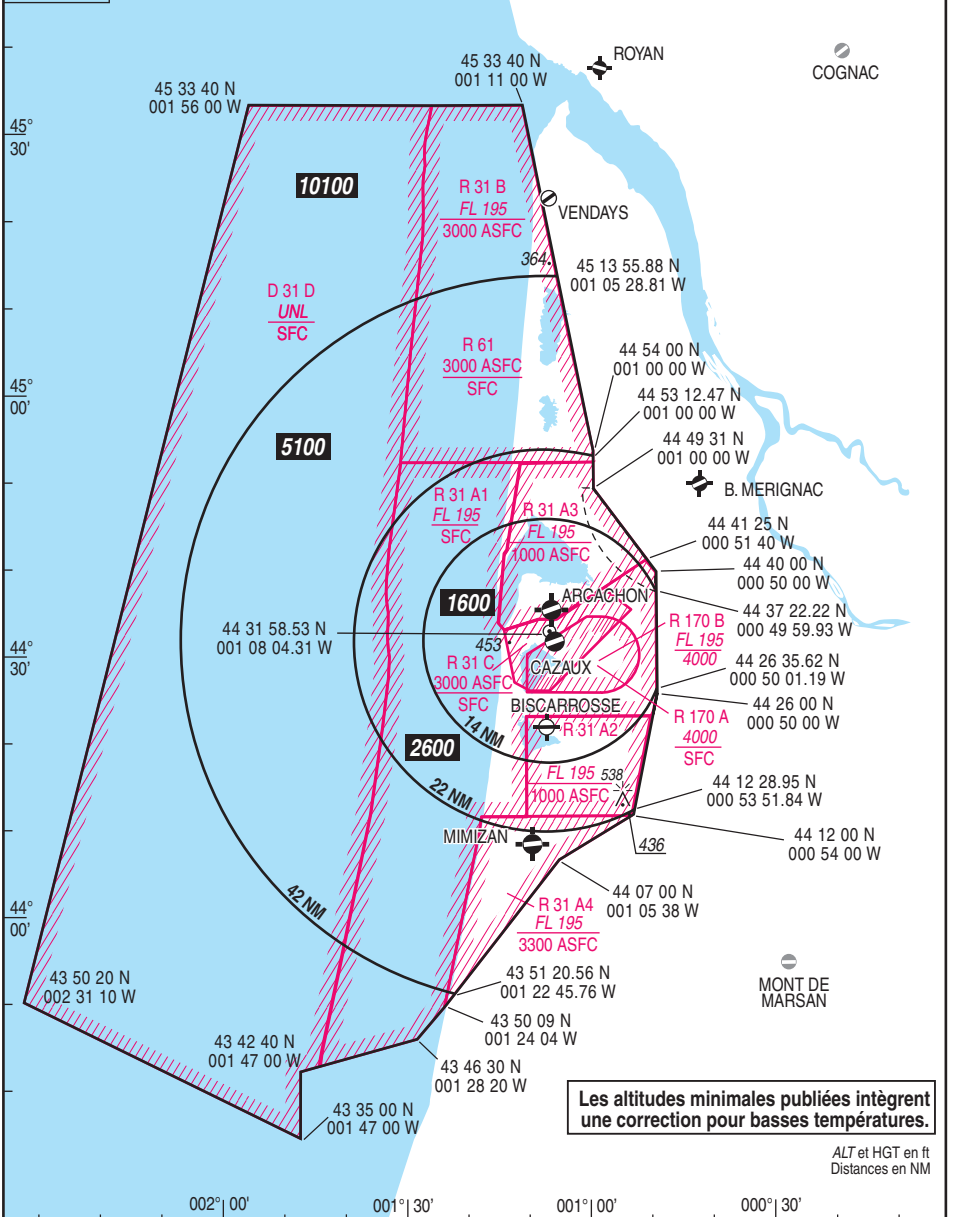 ROYAN
COGNAC
45 33 40 N
001 11 00 W
45 33 40 N
001 56 00 W
45°
30'
10100
R 31 B
FL 195
3000 ASFC
VENDAYS
364
45 13 55.88 N
001 05 28.81 W
D 31 D
UNL
SFC
R 61
3000 ASFC
SFC
44 54 00 N
001 00 00 W
45°
00'
44 53 12.47 N
001 00 00 W
5100
44 49 31 N
001 00 00 W
B. MERIGNAC
R 31 A1
FL 195
SFC
R 31 A3
FL 195
1000 ASFC
44 41 25 N
000 51 40 W
44 40 00 N
000 50 00 W
1600
ARCACHON
44 37 22.22 N
000 49 59.93 W
44 31 58.53 N
001 08 04.31 W
453
R 170 B
FL 195
4000
44°
30'
R 31 C
3000 ASFC
SFC
CAZAUX
44 26 35.62 N
000 50 01.19 W
44 26 00 N
000 50 00 W
BISCARROSSE
R 31 A2
R 170 A
4000
SFC
14 NM
2600
FL 195
1000 ASFC
538
22 NM
44 12 28.95 N
000 53 51.84 W
MIMIZAN
436
44 12 00 N
000 54 00 W
44 07 00 N
001 05 38 W
42 NM
44°
00'
R 31 A4
FL 195
3300 ASFC
43 50 20 N
002 31 10 W
43 51 20.56 N
001 22 45.76 W
MONT DE
MARSAN
43 50 09 N
001 24 04 W
43 42 40 N
001 47 00 W
43 46 30 N
001 28 20 W
43 35 00 N
001 47 00 W
Les altitudes minimales publiées intègrent
une correction pour basses températures.
ALT et HGT en ft
Distances en NM
002° 00'
001° 30'
001° 00'
000° 30'